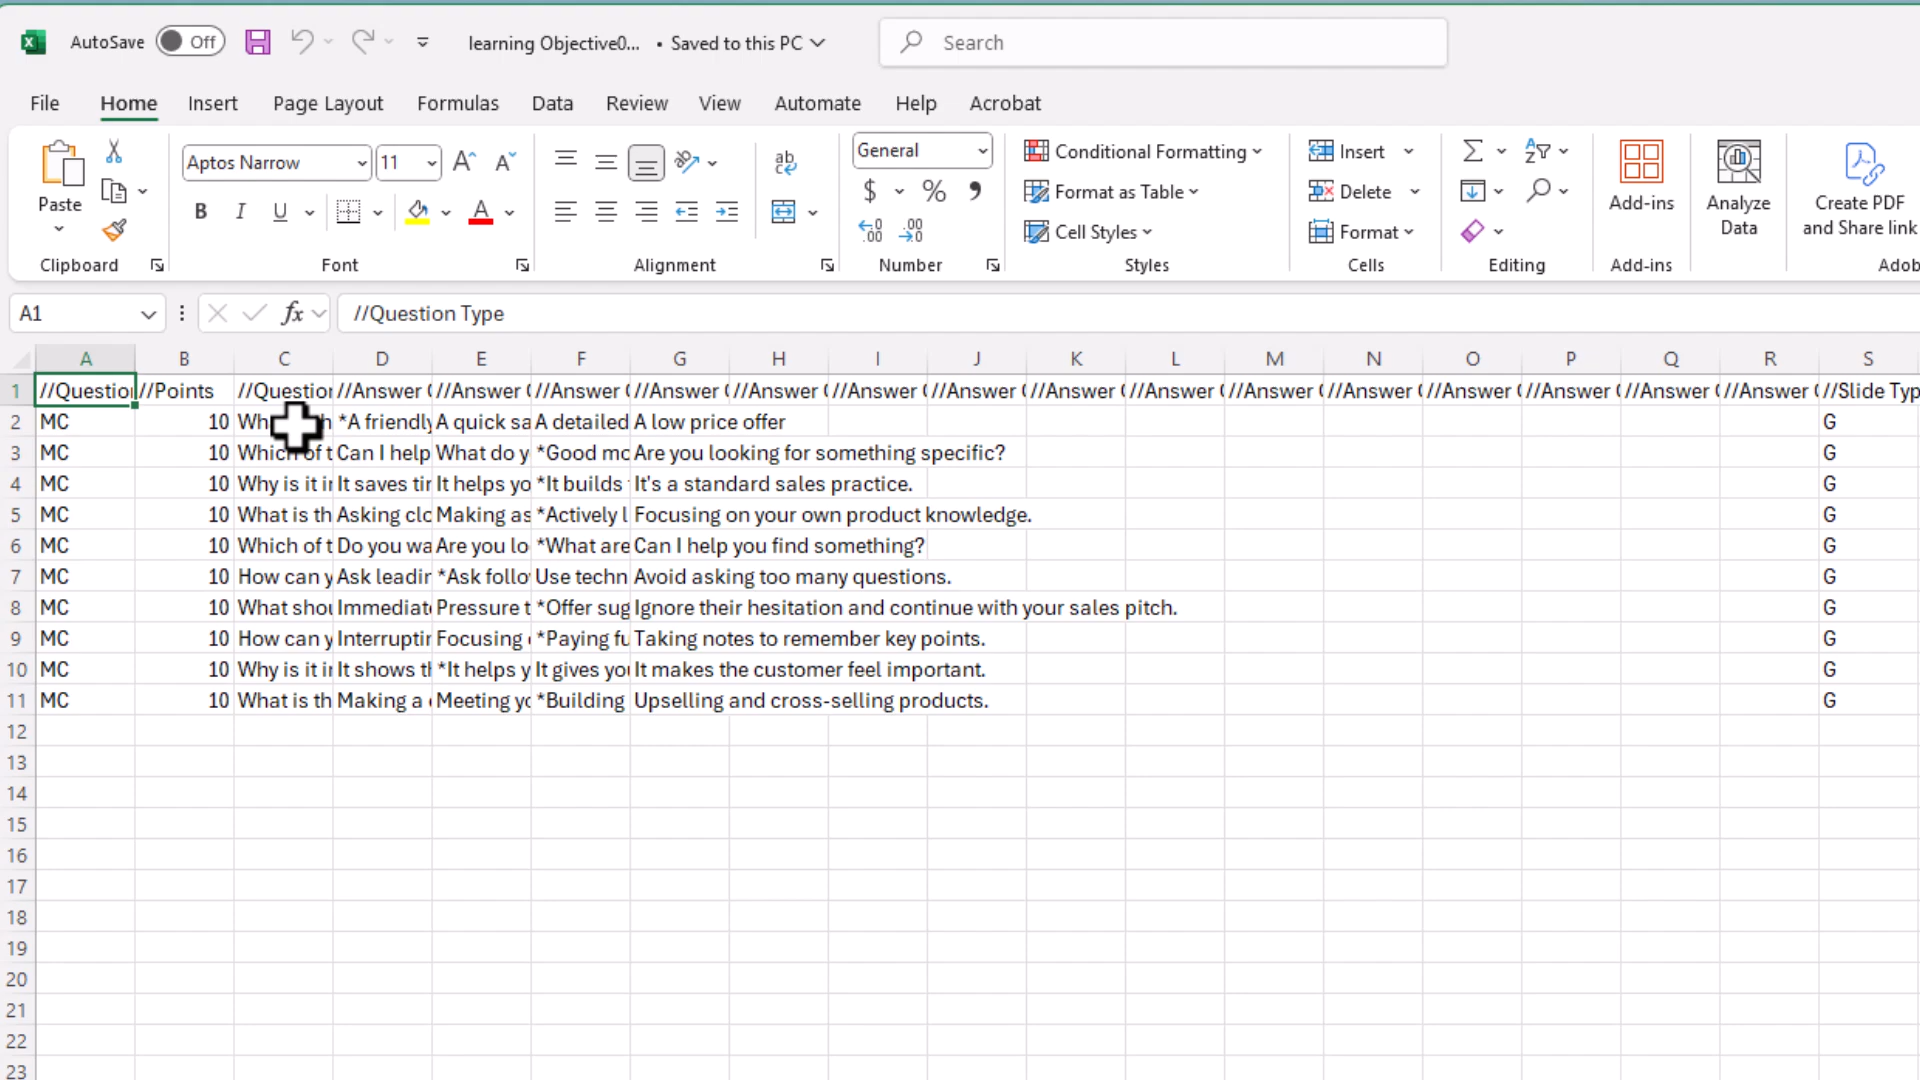 AutoSave Off learning Objective0... • Saved to this PC Search
File Home Insert Page Layout Formulas Data Review View Automate Help Acrobat
Paste Aptos Narrow 11 General Conditional Formatting Insert
Format as Table Delete Add-ins Analyze Data Create PDF and Share link
B I U A $ % Cell Styles Format
Clipboard Font Alignment Number Styles Cells Editing Add-ins Adob
A1 fx //Question Type
A B C D E F G H I J K L M N O P Q R S
1 //Question //Points //Question //Answer ( //Answer ( //Answer ( //Answer ( //Answer ( //Answer ( //Answer ( //Answer ( //Answer ( //Answer ( //Answer ( //Answer ( //Answer ( //Answer ( //Answer ( //Slide Typ
2 MC 10 *A friendly A quick sa A detailed A low price offer G
3 MC 10 Which of t Can I help What do y *Good mo Are you looking for something specific? G
4 MC 10 Why is it i It saves ti It helps yo *It builds It's a standard sales practice. G
5 MC 10 What is th Asking clo Making as *Actively l Focusing on your own product knowledge. G
6 MC 10 Which of t Do you wa Are you lo *What are Can I help you find something? G
7 MC 10 How can y Ask leadin *Ask follo Use techn Avoid asking too many questions. G
8 MC 10 What shou Immediat Pressure t *Offer sug Ignore their hesitation and continue with your sales pitch. G
9 MC 10 How can y Interruptin Focusing *Paying fu Taking notes to remember key points. G
10 MC 10 Why is it i It shows th *It helps y It gives you It makes the customer feel important. G
11 MC 10 What is th Making a Meeting yo *Building Upselling and cross-selling products. G
12
13
14
15
16
17
18
19
20
21
22
23